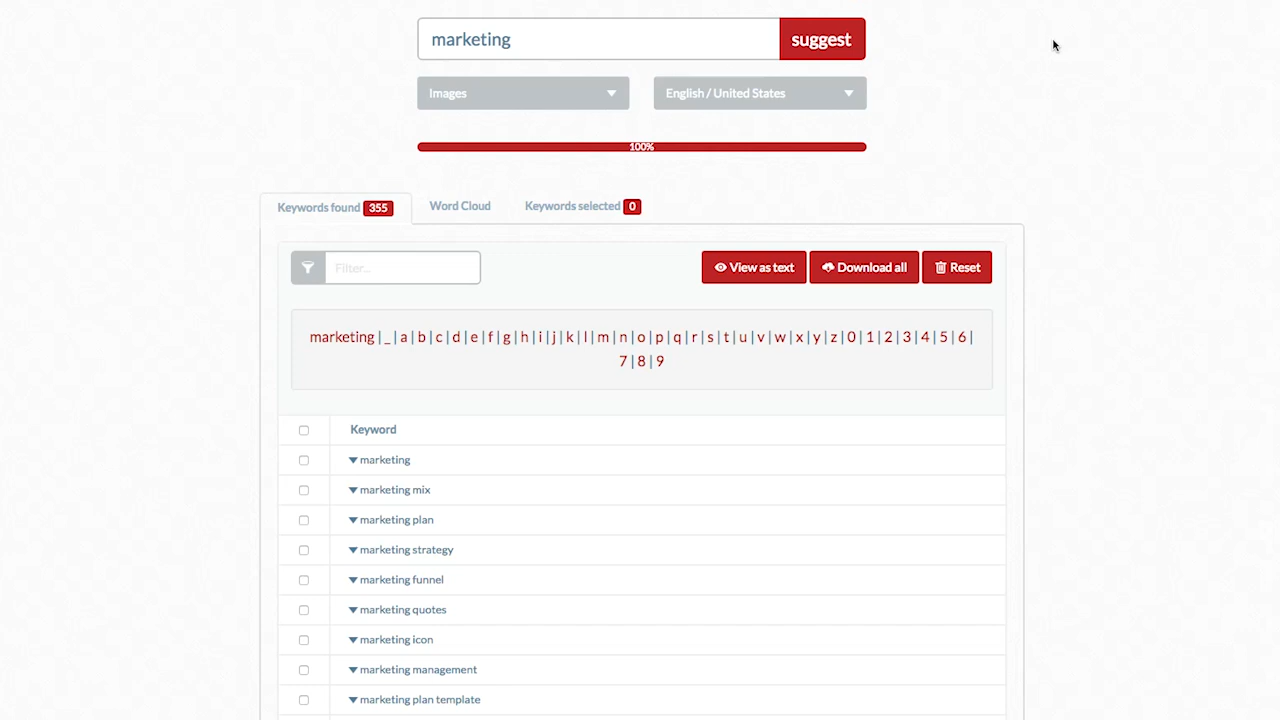 marketing
suggest
Images
English / United States
100%
Keywords found 355
Word Cloud
Keywords selected 0
Filter...
View as text
Download all
Reset
marketing | _ | a | b | c | d | e | f | g | h | i | j | k | l | m | n | o | p | q | r | s | t | u | v | w | x | y | z | 0 | 1 | 2 | 3 | 4 | 5 | 6 |
7 | 8 | 9
Keyword
marketing
marketing mix
marketing plan
marketing strategy
marketing funnel
marketing quotes
marketing icon
marketing management
marketing plan template